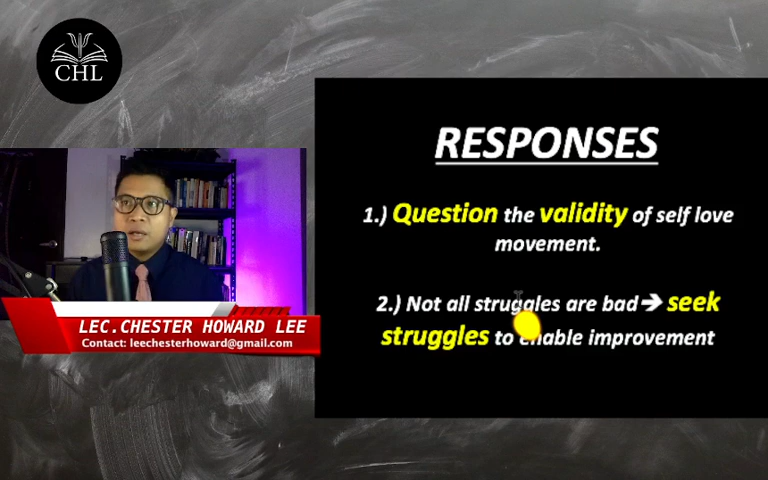 CHL
RESPONSES
1.) Question the validity of self love
movement.
2.) Not all struggles are bad➔ seek
struggles to enable improvement
LEC.CHESTER HOWARD LEE
Contact: leechesterhoward@gmail.com